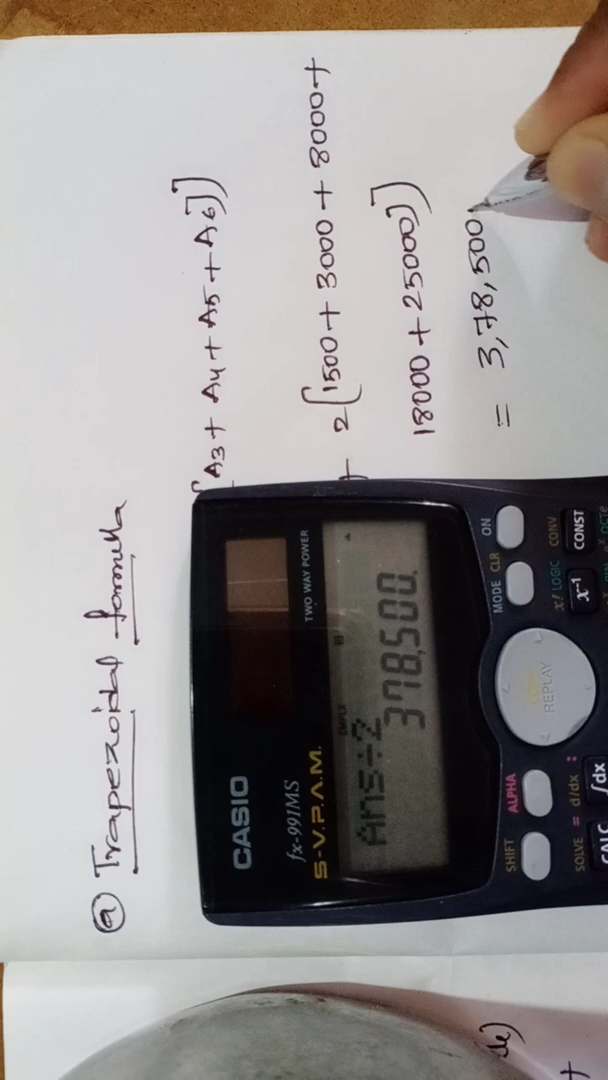 ⓐ Trapezoidal formula
[A3 + A4 + A5 + A6]]
+ 2[1500 + 3000 + 8000 +
18000 + 25000]]
= 3,78,500
CASIO
fx-991MS
TWO WAY POWER
S-V.P.A.M.
CMPLX D
Ans÷2
378,500.
SHIFT ALPHA REPLAY MODE CLR ON
SOLVE = d/dx : x! LOGIC CONV
CALC ∫dx x⁻¹ CONST